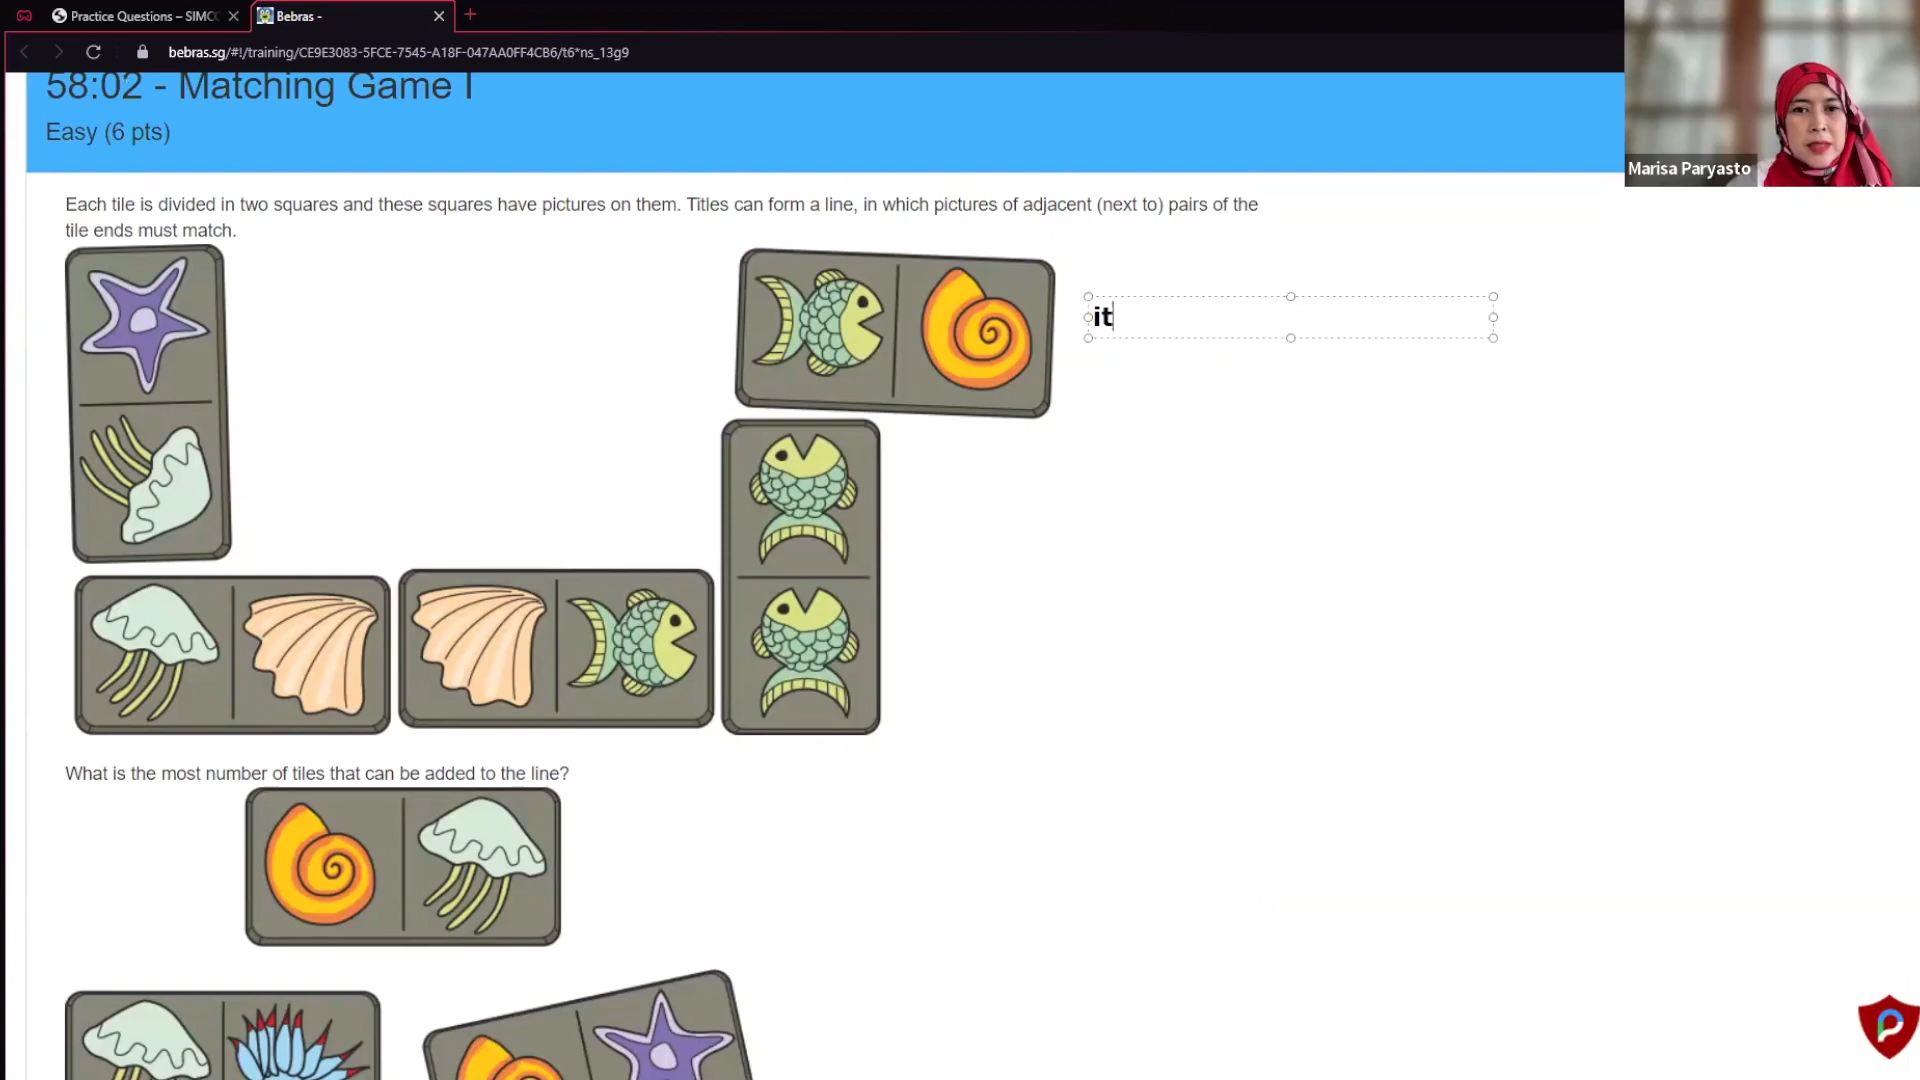 Practice Questions – SIMCC
Bebras -
bebras.sg/#!/training/CE9E3083-5FCE-7545-A18F-047AA0FF4CB6/t6*ns_13g9
58:02 - Matching Game I
Easy (6 pts)
Marisa Paryasto
Each tile is divided in two squares and these squares have pictures on them. Titles can form a line, in which pictures of adjacent (next to) pairs of the
tile ends must match.
it
What is the most number of tiles that can be added to the line?